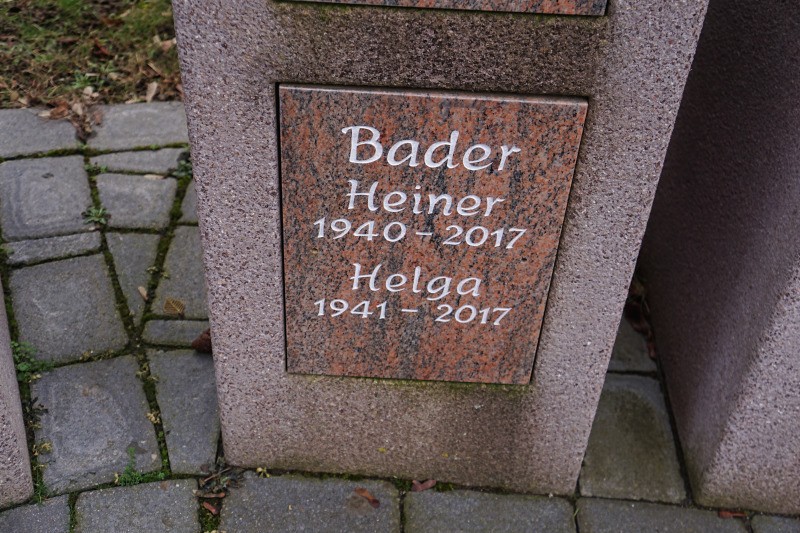 Bader
Heiner
1940 – 2017
Helga
1941 – 2017